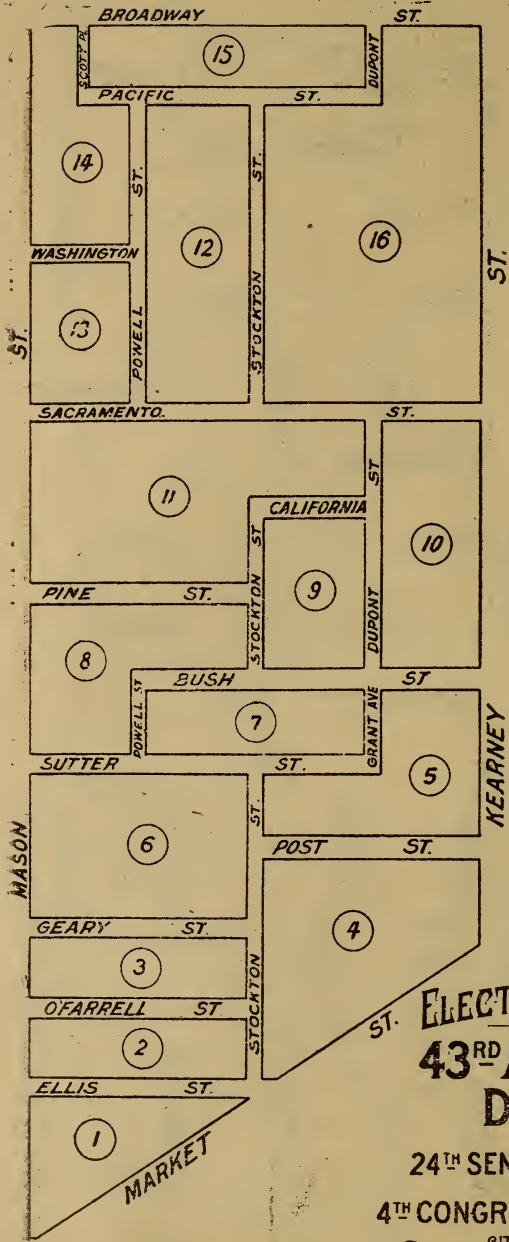 BROADWAY ST.
SCOTT PL.
15
DUPONT
PACIFIC ST.
14
ST.
ST.
12
16
WASHINGTON
ST.
13
ST.
POWELL
STOCKTON
SACRAMENTO. ST.
11
ST
CALIFORNIA
10
ST
9
PINE ST.
STOCKTON
DUPONT
8
BUSH ST
POWELL ST
7
GRANT AVE
SUTTER ST.
5
KEARNEY
ST.
6
POST ST.
MASON
4
GEARY ST.
3
STOCKTON
O'FARRELL ST
ST.
2
ELLIS ST.
1
MARKET
ELECT
43RD A
D
24TH SEN
4TH CONGR